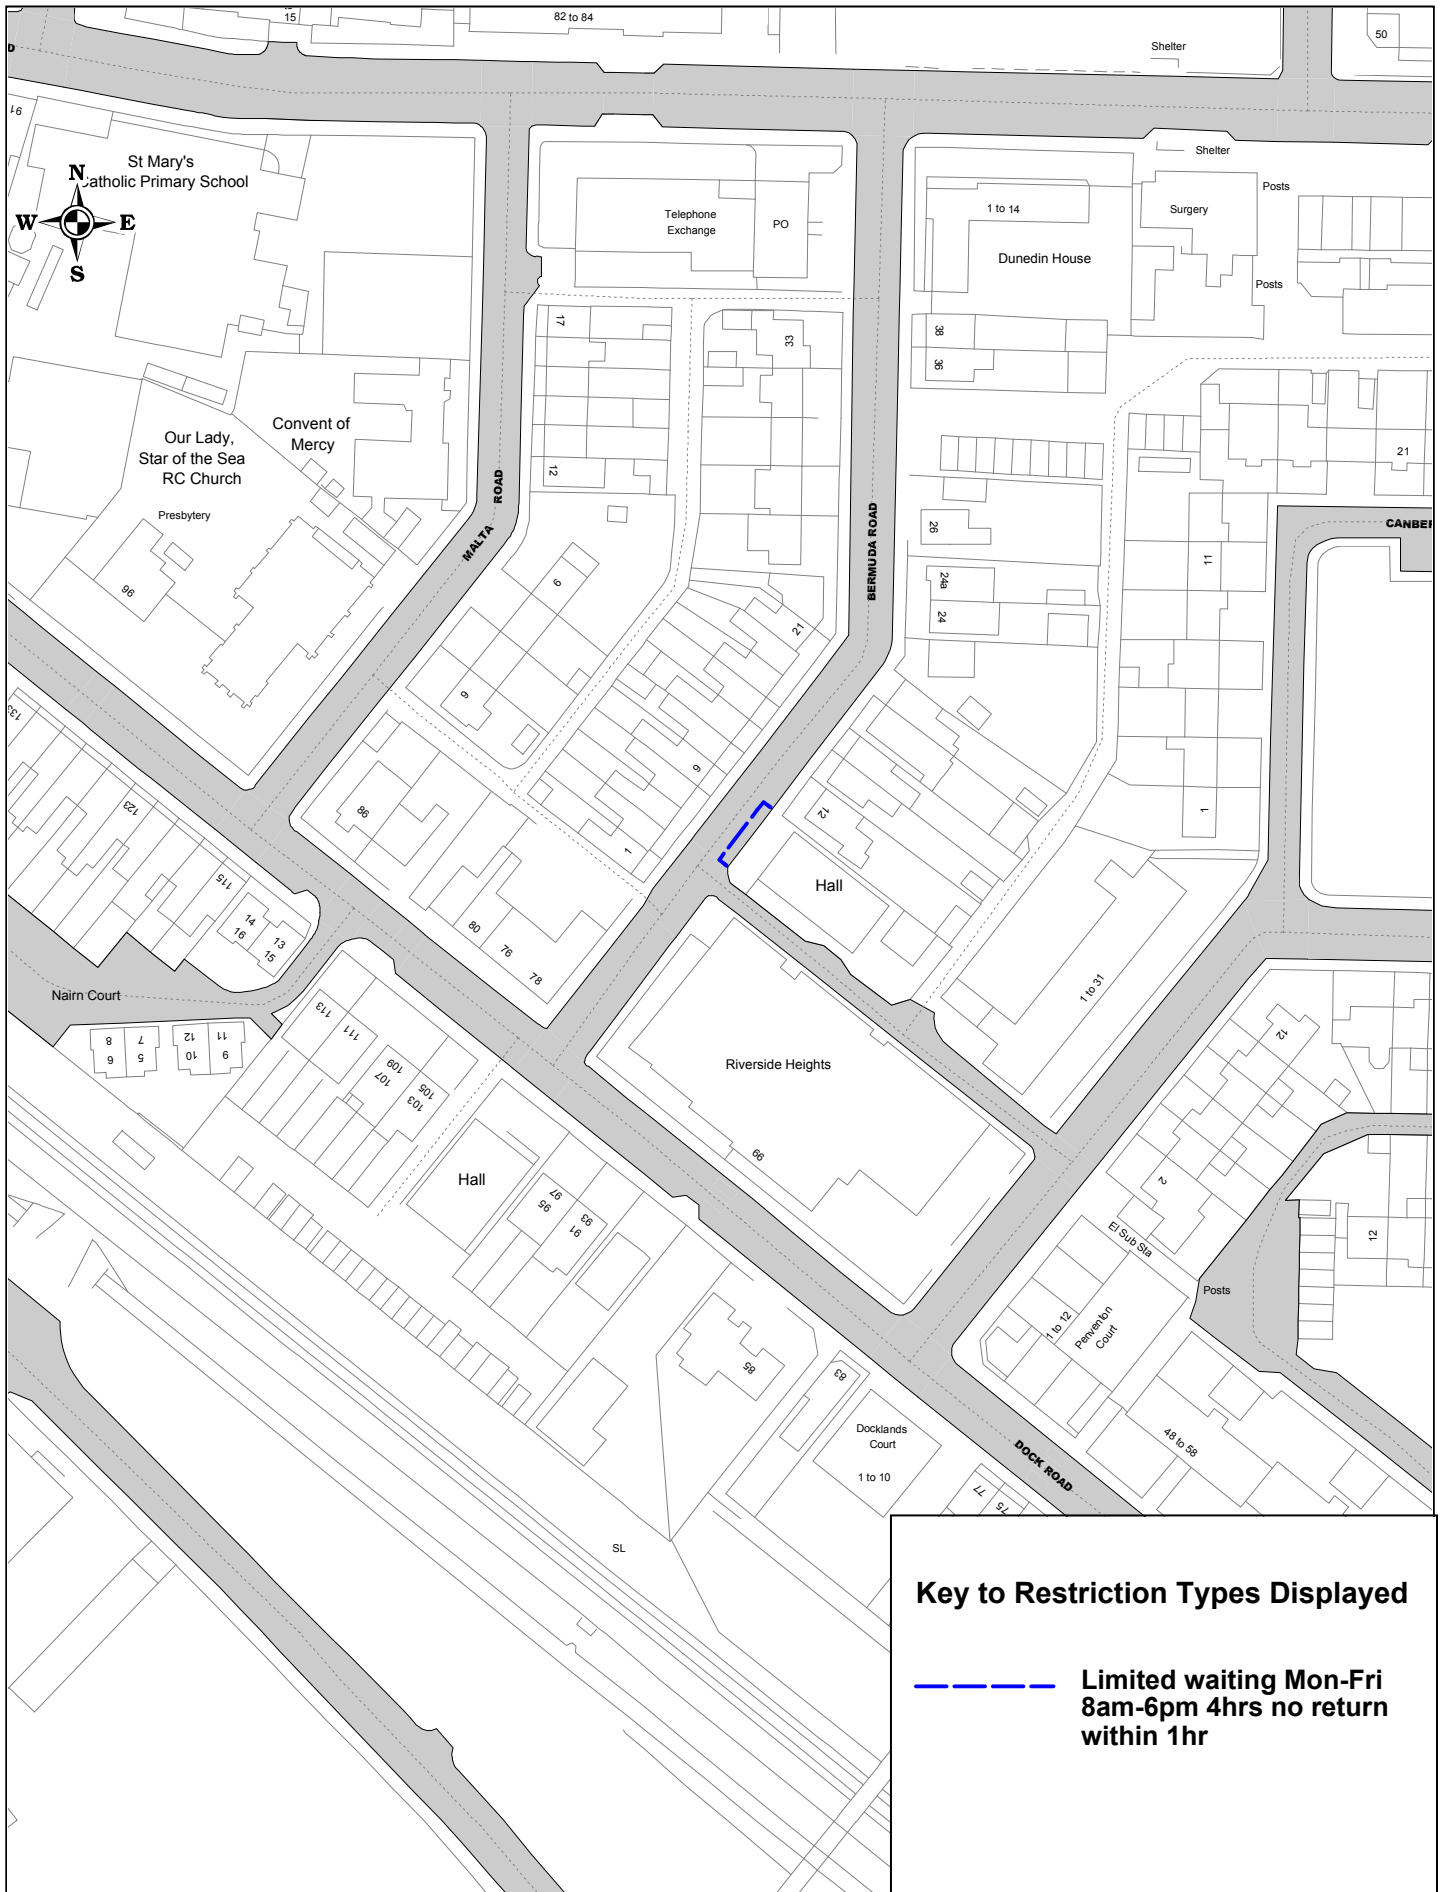 15
82 to 84
50
D
Shelter
91
Shelter
St Mary's
Catholic Primary School
N
W
E
S
Telephone
Exchange
PO
1 to 14
Surgery
Posts
Dunedin House
Posts
17
33
38
36
Convent of
Mercy
Our Lady,
Star of the Sea
RC Church
Presbytery
12
MALTA ROAD
BERMUDA ROAD
21
CANBER
26
11
24a
24
96
9
21
6
133
123
98
9
12
1
1
Hall
115
14
16
13
15
80
76
78
Nairn Court
1 to 31
113
111
109
107
105
103
8
7
6
5
12
11
10
9
12
Riverside Heights
99
Hall
97
95
93
91
2
El Sub Sta
12
Posts
1 to 12
Penventon
Court
85
83
Docklands
Court
1 to 10
DOCK ROAD
48 to 58
77
75
SL
Key to Restriction Types Displayed
Limited waiting Mon-Fri
8am-6pm 4hrs no return
within 1hr